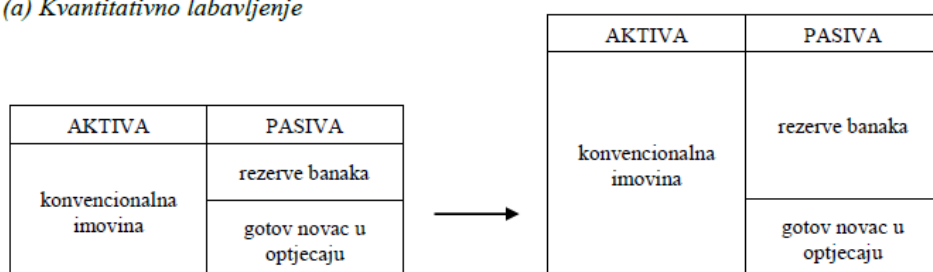 (a) Kvantitativno labavljenje
AKTIVA PASIVA
konvencionalna
imovina
rezerve banaka
gotov novac u
optjecaju
AKTIVA PASIVA
konvencionalna
imovina
rezerve banaka
gotov novac u
optjecaju